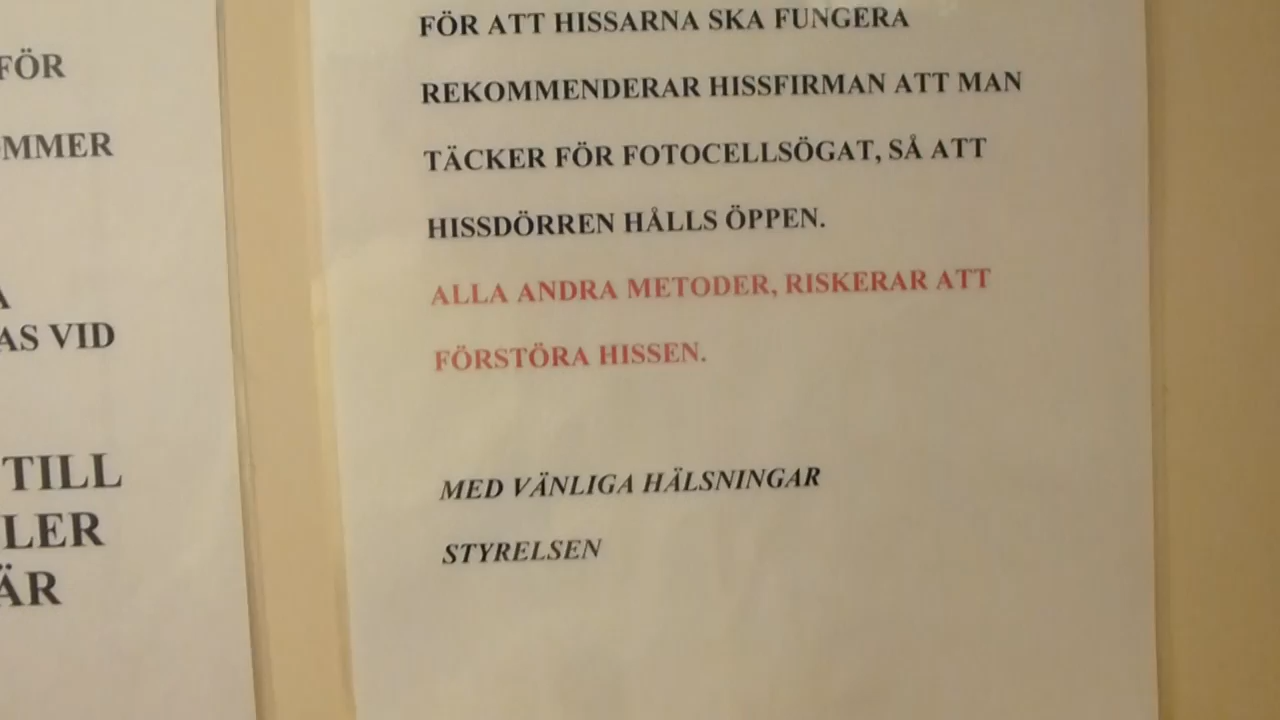 FÖR
MMER
A
AS VID
TILL
LER
ÄR
FÖR ATT HISSARNA SKA FUNGERA
REKOMMENDERAR HISSFIRMAN ATT MAN
TÄCKER FÖR FOTOCELLSÖGAT, SÅ ATT
HISSDÖRREN HÅLLS ÖPPEN.
ALLA ANDRA METODER, RISKERAR ATT
FÖRSTÖRA HISSEN.
MED VÄNLIGA HÄLSNINGAR
STYRELSEN